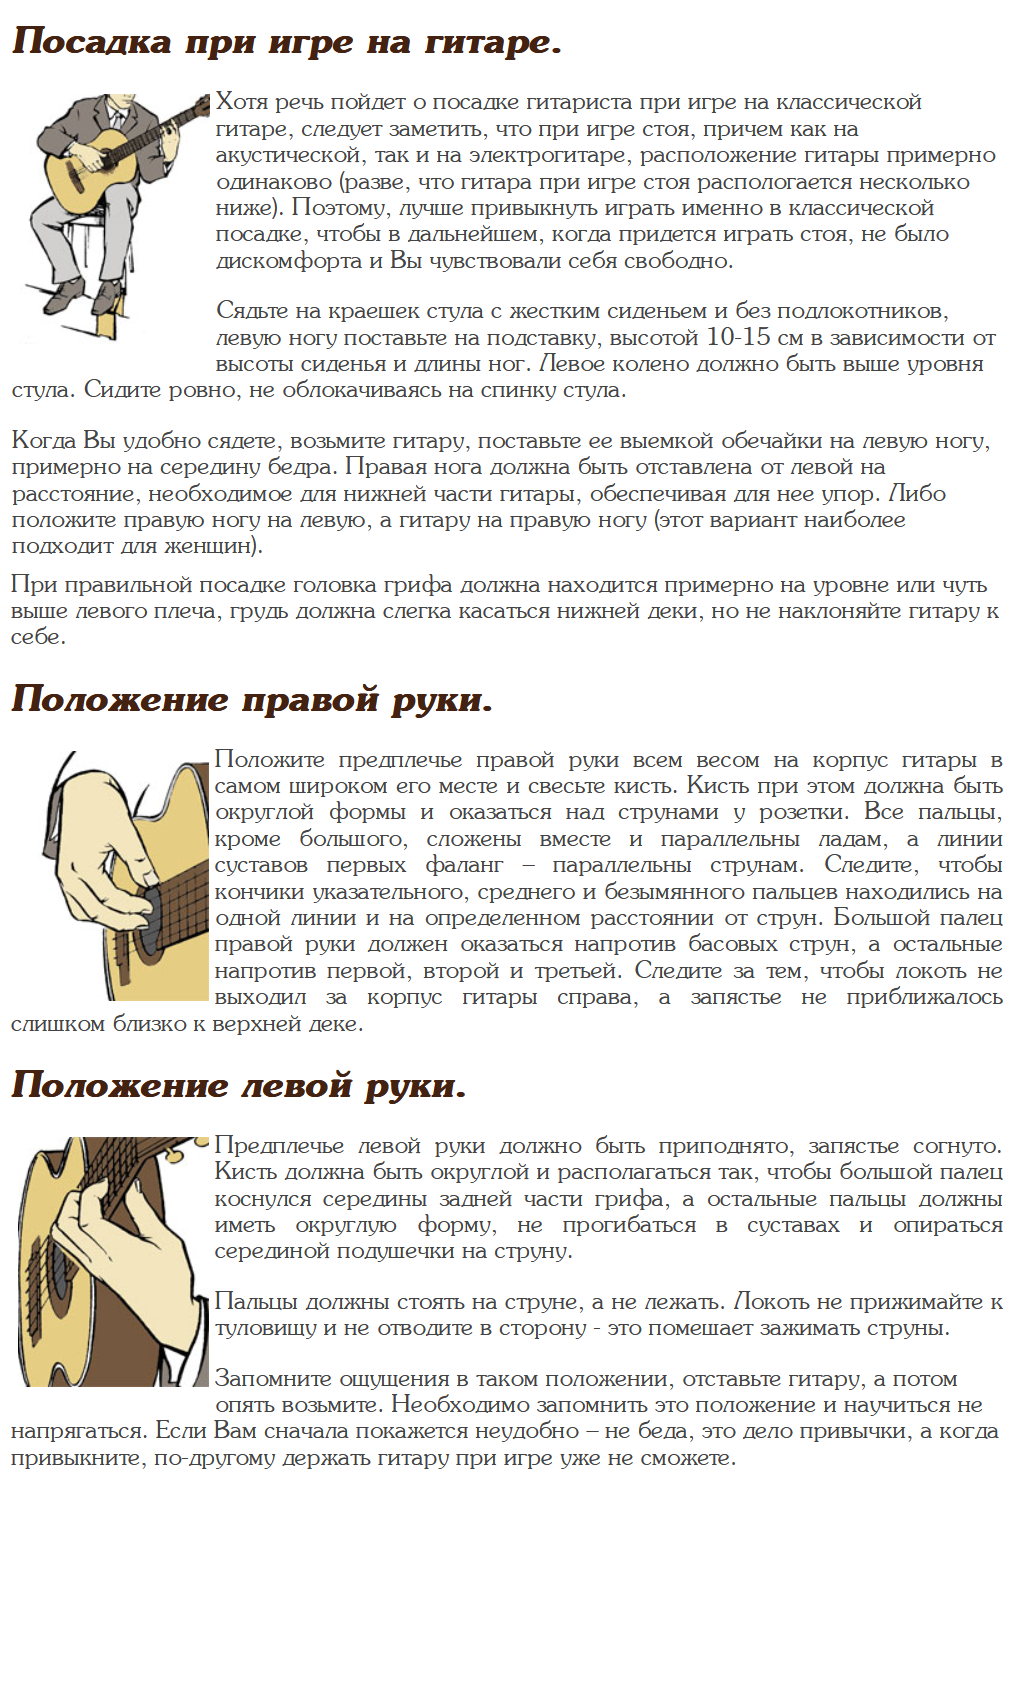 Посадка при игре на гитаре.
Хотя речь пойдет о посадке гитариста при игре на классической
гитаре, следует заметить, что при игре стоя, причем как на
акустической, так и на электрогитаре, расположение гитары примерно
одинаково (разве, что гитара при игре стоя распологается несколько
ниже). Поэтому, лучше привыкнуть играть именно в классической
посадке, чтобы в дальнейшем, когда придется играть стоя, не было
дискомфорта и Вы чувствовали себя свободно.
Сядьте на краешек стула с жестким сиденьем и без подлокотников,
левую ногу поставьте на подставку, высотой 10-15 см в зависимости от
высоты сиденья и длины ног. Левое колено должно быть выше уровня
стула. Сидите ровно, не облокачиваясь на спинку стула.
Когда Вы удобно сядете, возьмите гитару, поставьте ее выемкой обечайки на левую ногу,
примерно на середину бедра. Правая нога должна быть отставлена от левой на
расстояние, необходимое для нижней части гитары, обеспечивая для нее упор. Либо
положите правую ногу на левую, а гитару на правую ногу (этот вариант наиболее
подходит для женщин).
При правильной посадке головка грифа должна находится примерно на уровне или чуть
выше левого плеча, грудь должна слегка касаться нижней деки, но не наклоняйте гитару к
себе.
Положение правой руки.
Положите предплечье правой руки всем весом на корпус гитары в
самом широком его месте и свесьте кисть. Кисть при этом должна быть
округлой формы и оказаться над струнами у розетки. Все пальцы,
кроме большого, сложены вместе и параллельны ладам, а линии
суставов первых фаланг – параллельны струнам. Следите, чтобы
кончики указательного, среднего и безымянного пальцев находились на
одной линии и на определенном расстоянии от струн. Большой палец
правой руки должен оказаться напротив басовых струн, а остальные
напротив первой, второй и третьей. Следите за тем, чтобы локоть не
выходил за корпус гитары справа, а запястье не приближалось
слишком близко к верхней деке.
Положение левой руки.
Предплечье левой руки должно быть приподнято, запястье согнуто.
Кисть должна быть округлой и располагаться так, чтобы большой палец
коснулся середины задней части грифа, а остальные пальцы должны
иметь округлую форму, не прогибаться в суставах и опираться
серединой подушечки на струну.
Пальцы должны стоять на струне, а не лежать. Локоть не прижимайте к
туловищу и не отводите в сторону - это помешает зажимать струны.
Запомните ощущения в таком положении, отставьте гитару, а потом
опять возьмите. Необходимо запомнить это положение и научиться не
напрягаться. Если Вам сначала покажется неудобно – не беда, это дело привычки, а когда
привыкните, по-другому держать гитару при игре уже не сможете.